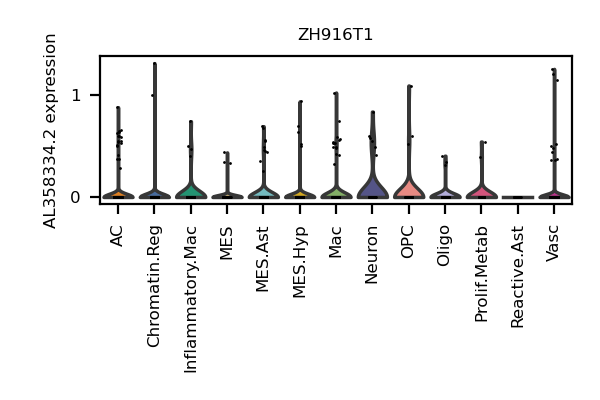 ZH916T1
AL358334.2 expression
1
0
AC
Chromatin.Reg
Inflammatory.Mac
MES
MES.Ast
MES.Hyp
Mac
Neuron
OPC
Oligo
Prolif.Metab
Reactive.Ast
Vasc